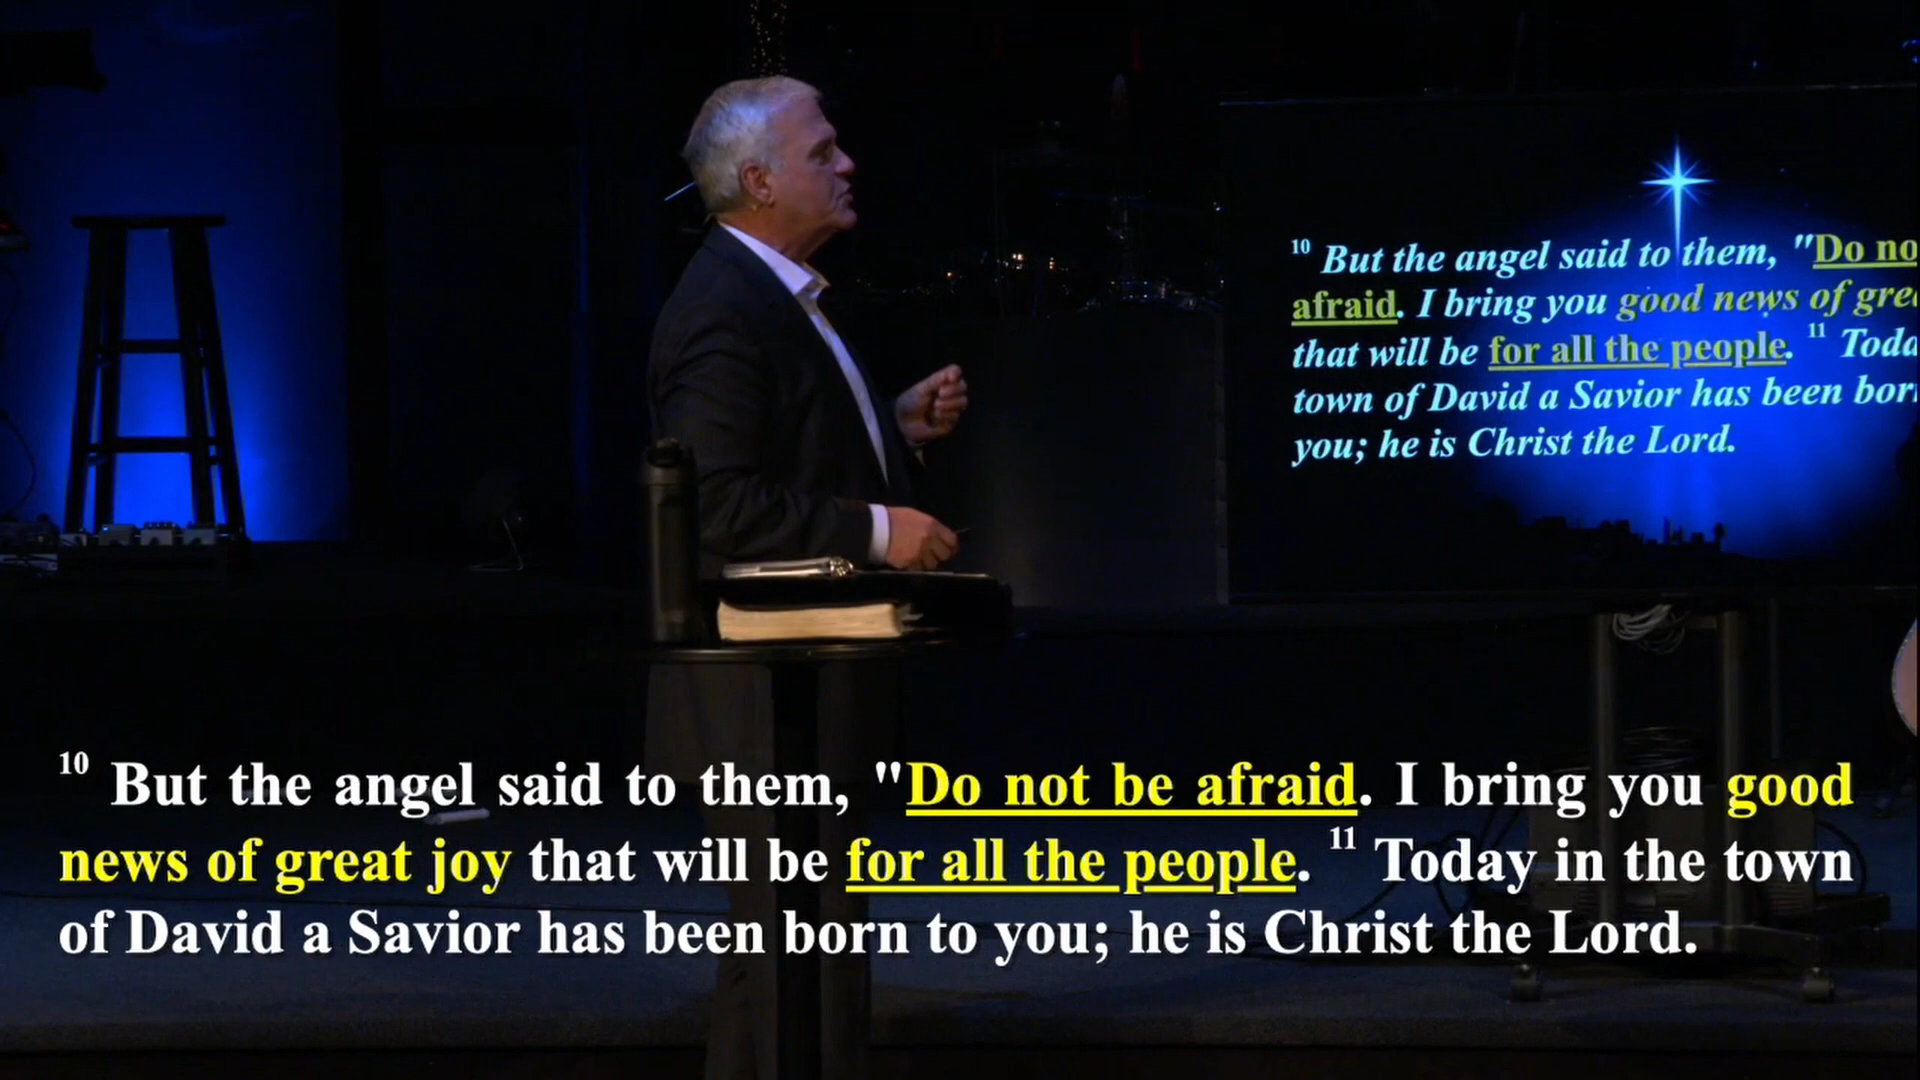 10 But the angel said to them, "Do no
afraid. I bring you good news of grea
that will be for all the people. 11 Toda
town of David a Savior has been born
you; he is Christ the Lord.
10 But the angel said to them, "Do not be afraid. I bring you good
news of great joy that will be for all the people. 11 Today in the town
of David a Savior has been born to you; he is Christ the Lord.